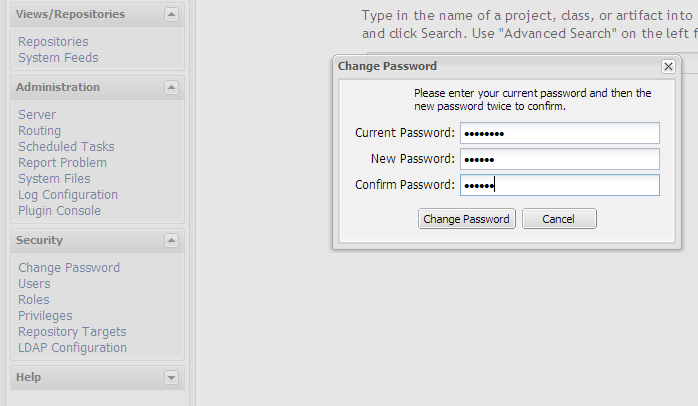 Views/Repositories
Repositories
System Feeds
Administration
Server
Routing
Scheduled Tasks
Report Problem
System Files
Log Configuration
Plugin Console
Security
Change Password
Users
Roles
Privileges
Repository Targets
LDAP Configuration
Help
Type in the name of a project, class, or artifact into
and click Search. Use "Advanced Search" on the left f
Change Password
Please enter your current password and then the
new password twice to confirm.
Current Password: ••••••••
New Password: ••••••
Confirm Password: ••••••
Change Password
Cancel